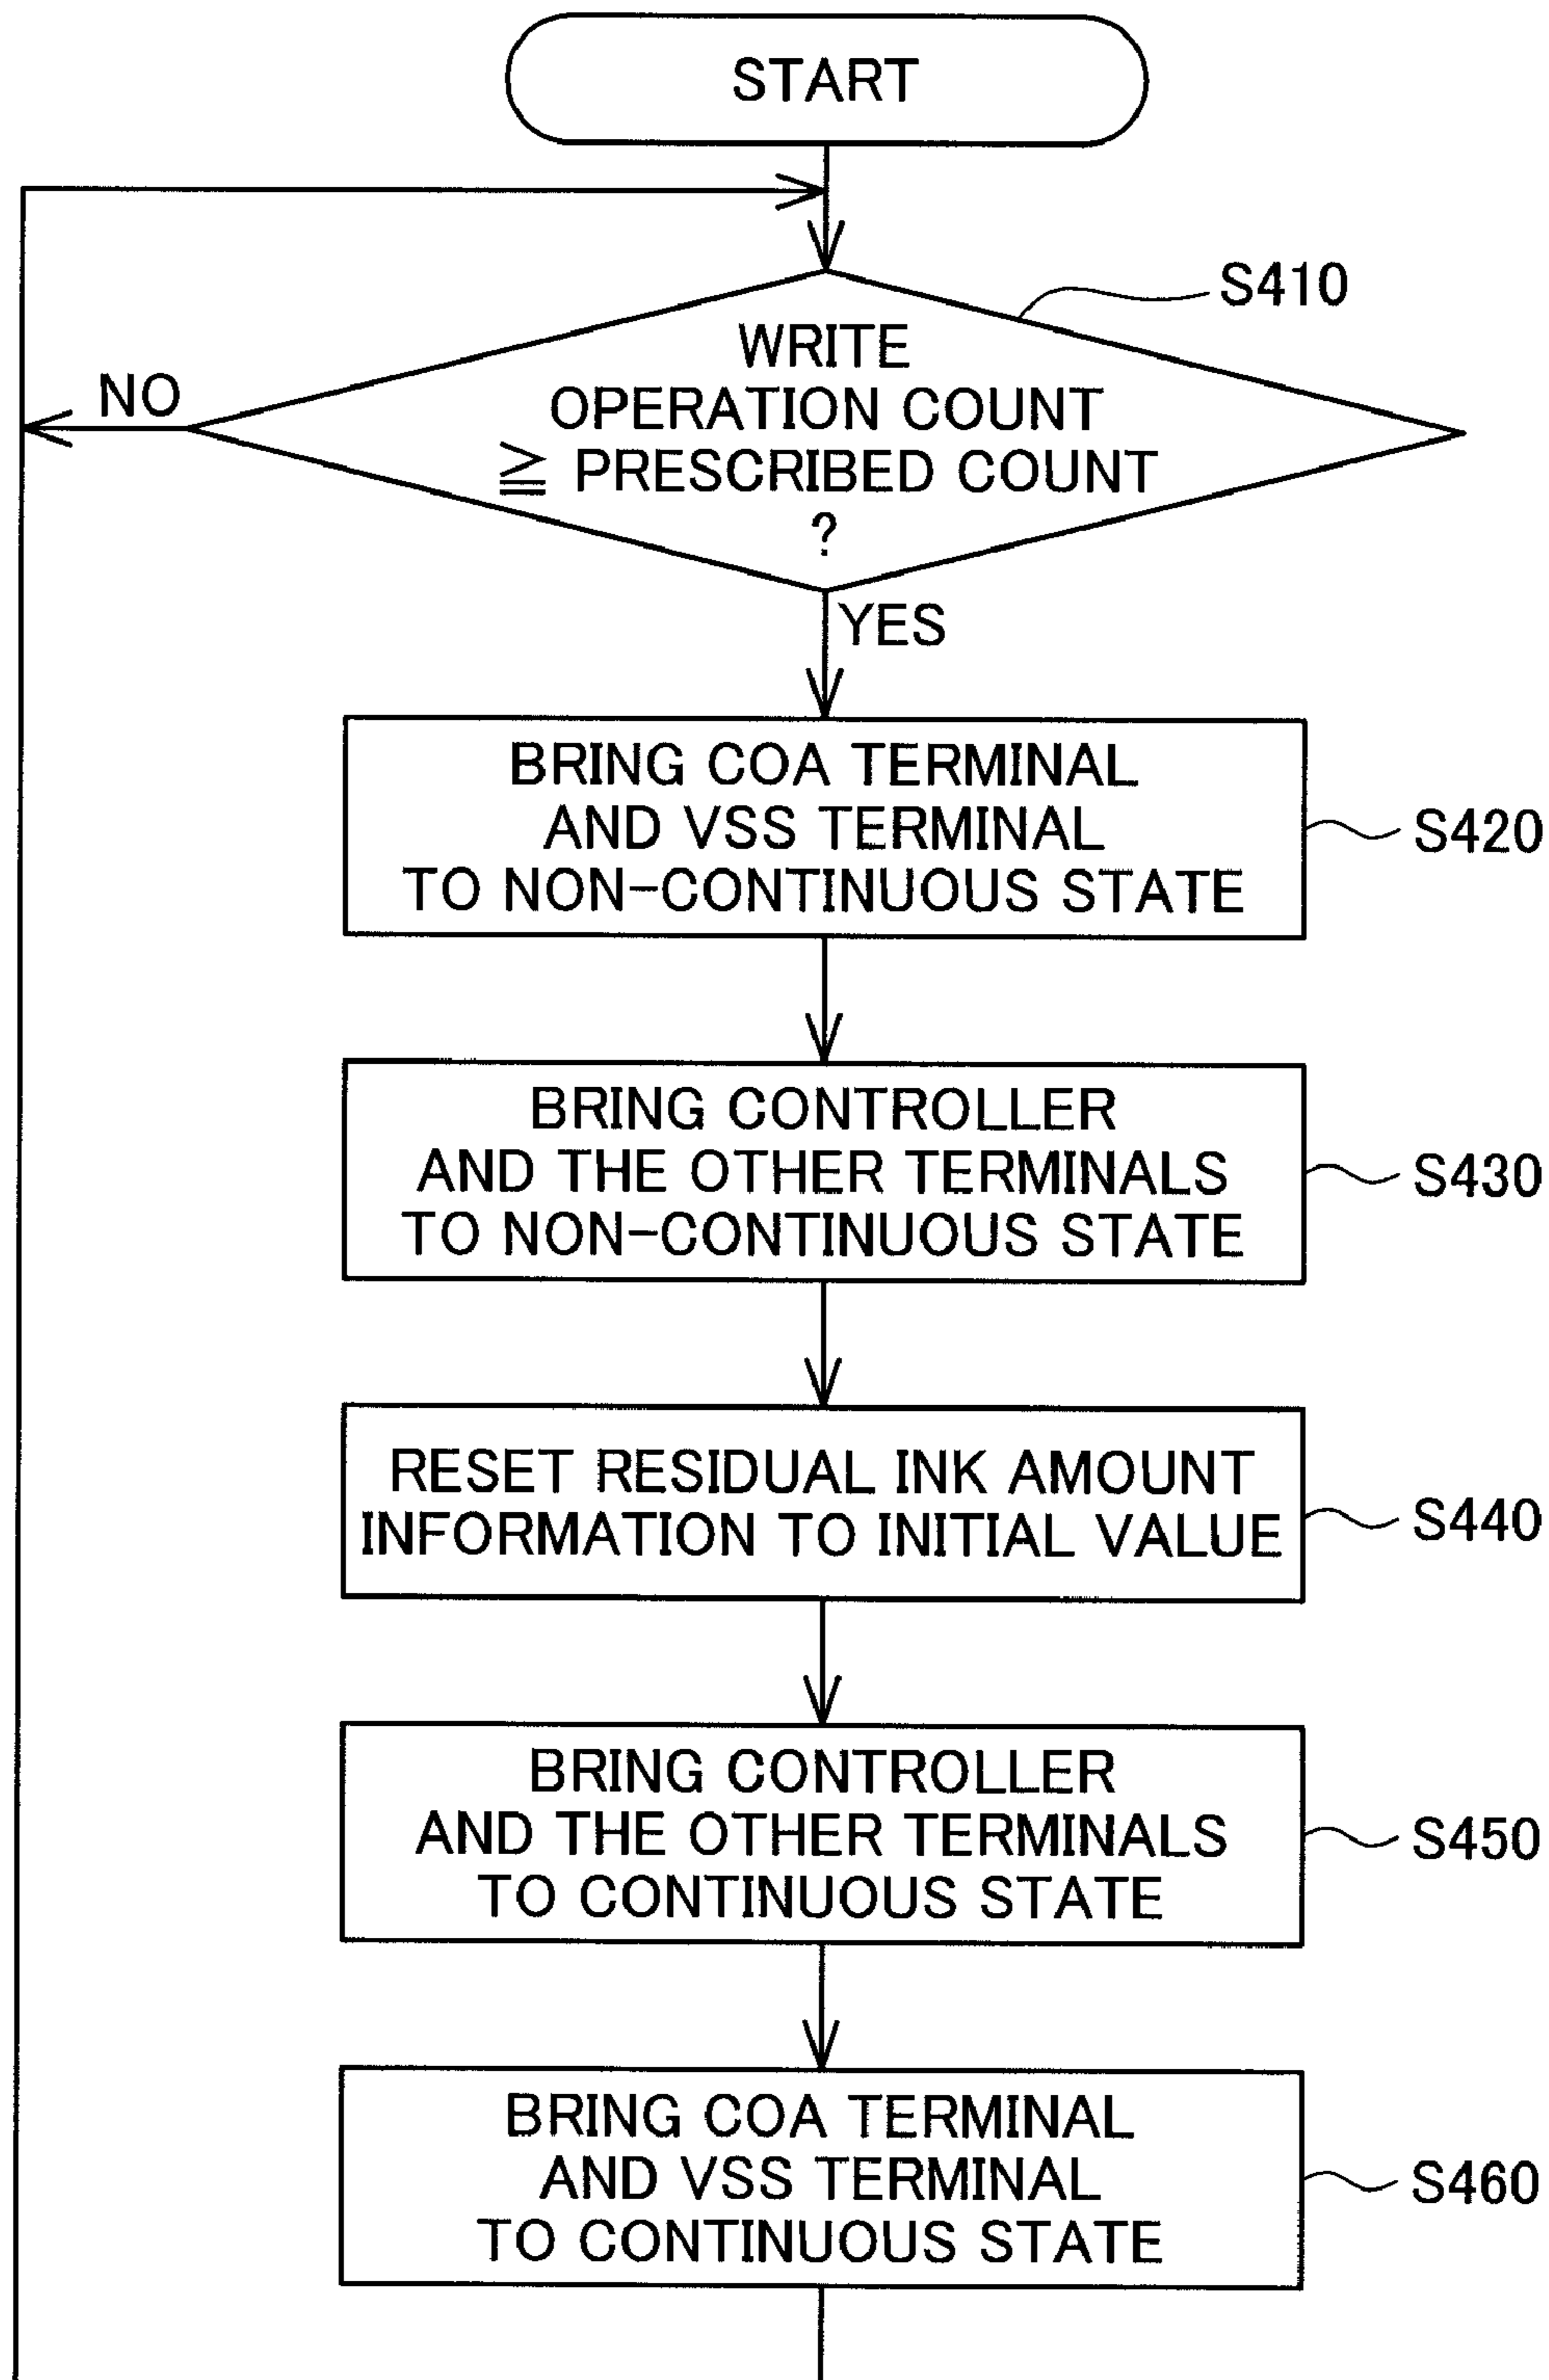 START
S410
WRITE
OPERATION COUNT
≧ PRESCRIBED COUNT
?
NO
YES
BRING COA TERMINAL
AND VSS TERMINAL
TO NON-CONTINUOUS STATE
S420
BRING CONTROLLER
AND THE OTHER TERMINALS
TO NON-CONTINUOUS STATE
S430
RESET RESIDUAL INK AMOUNT
INFORMATION TO INITIAL VALUE
S440
BRING CONTROLLER
AND THE OTHER TERMINALS
TO CONTINUOUS STATE
S450
BRING COA TERMINAL
AND VSS TERMINAL
TO CONTINUOUS STATE
S460